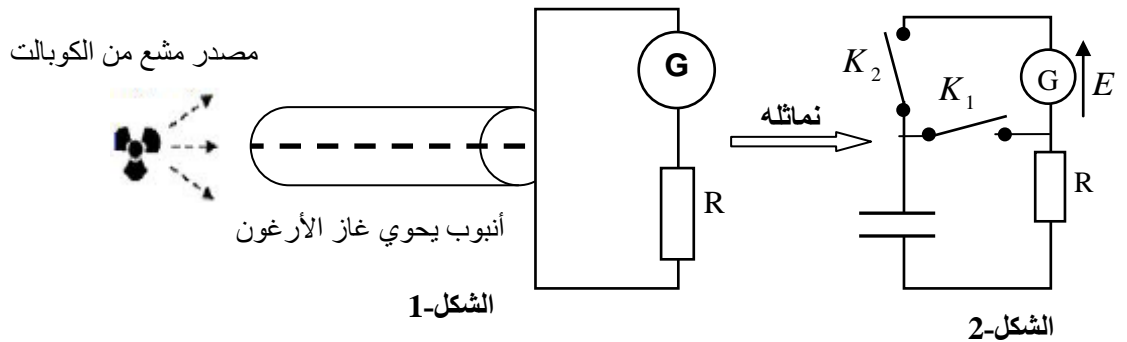 مصدر مشع من الكوبالت
G
R
أنبوب يحوي غاز الأرغون
الشكل-1
نماثله
K₂
K₁
G
E
R
الشكل-2